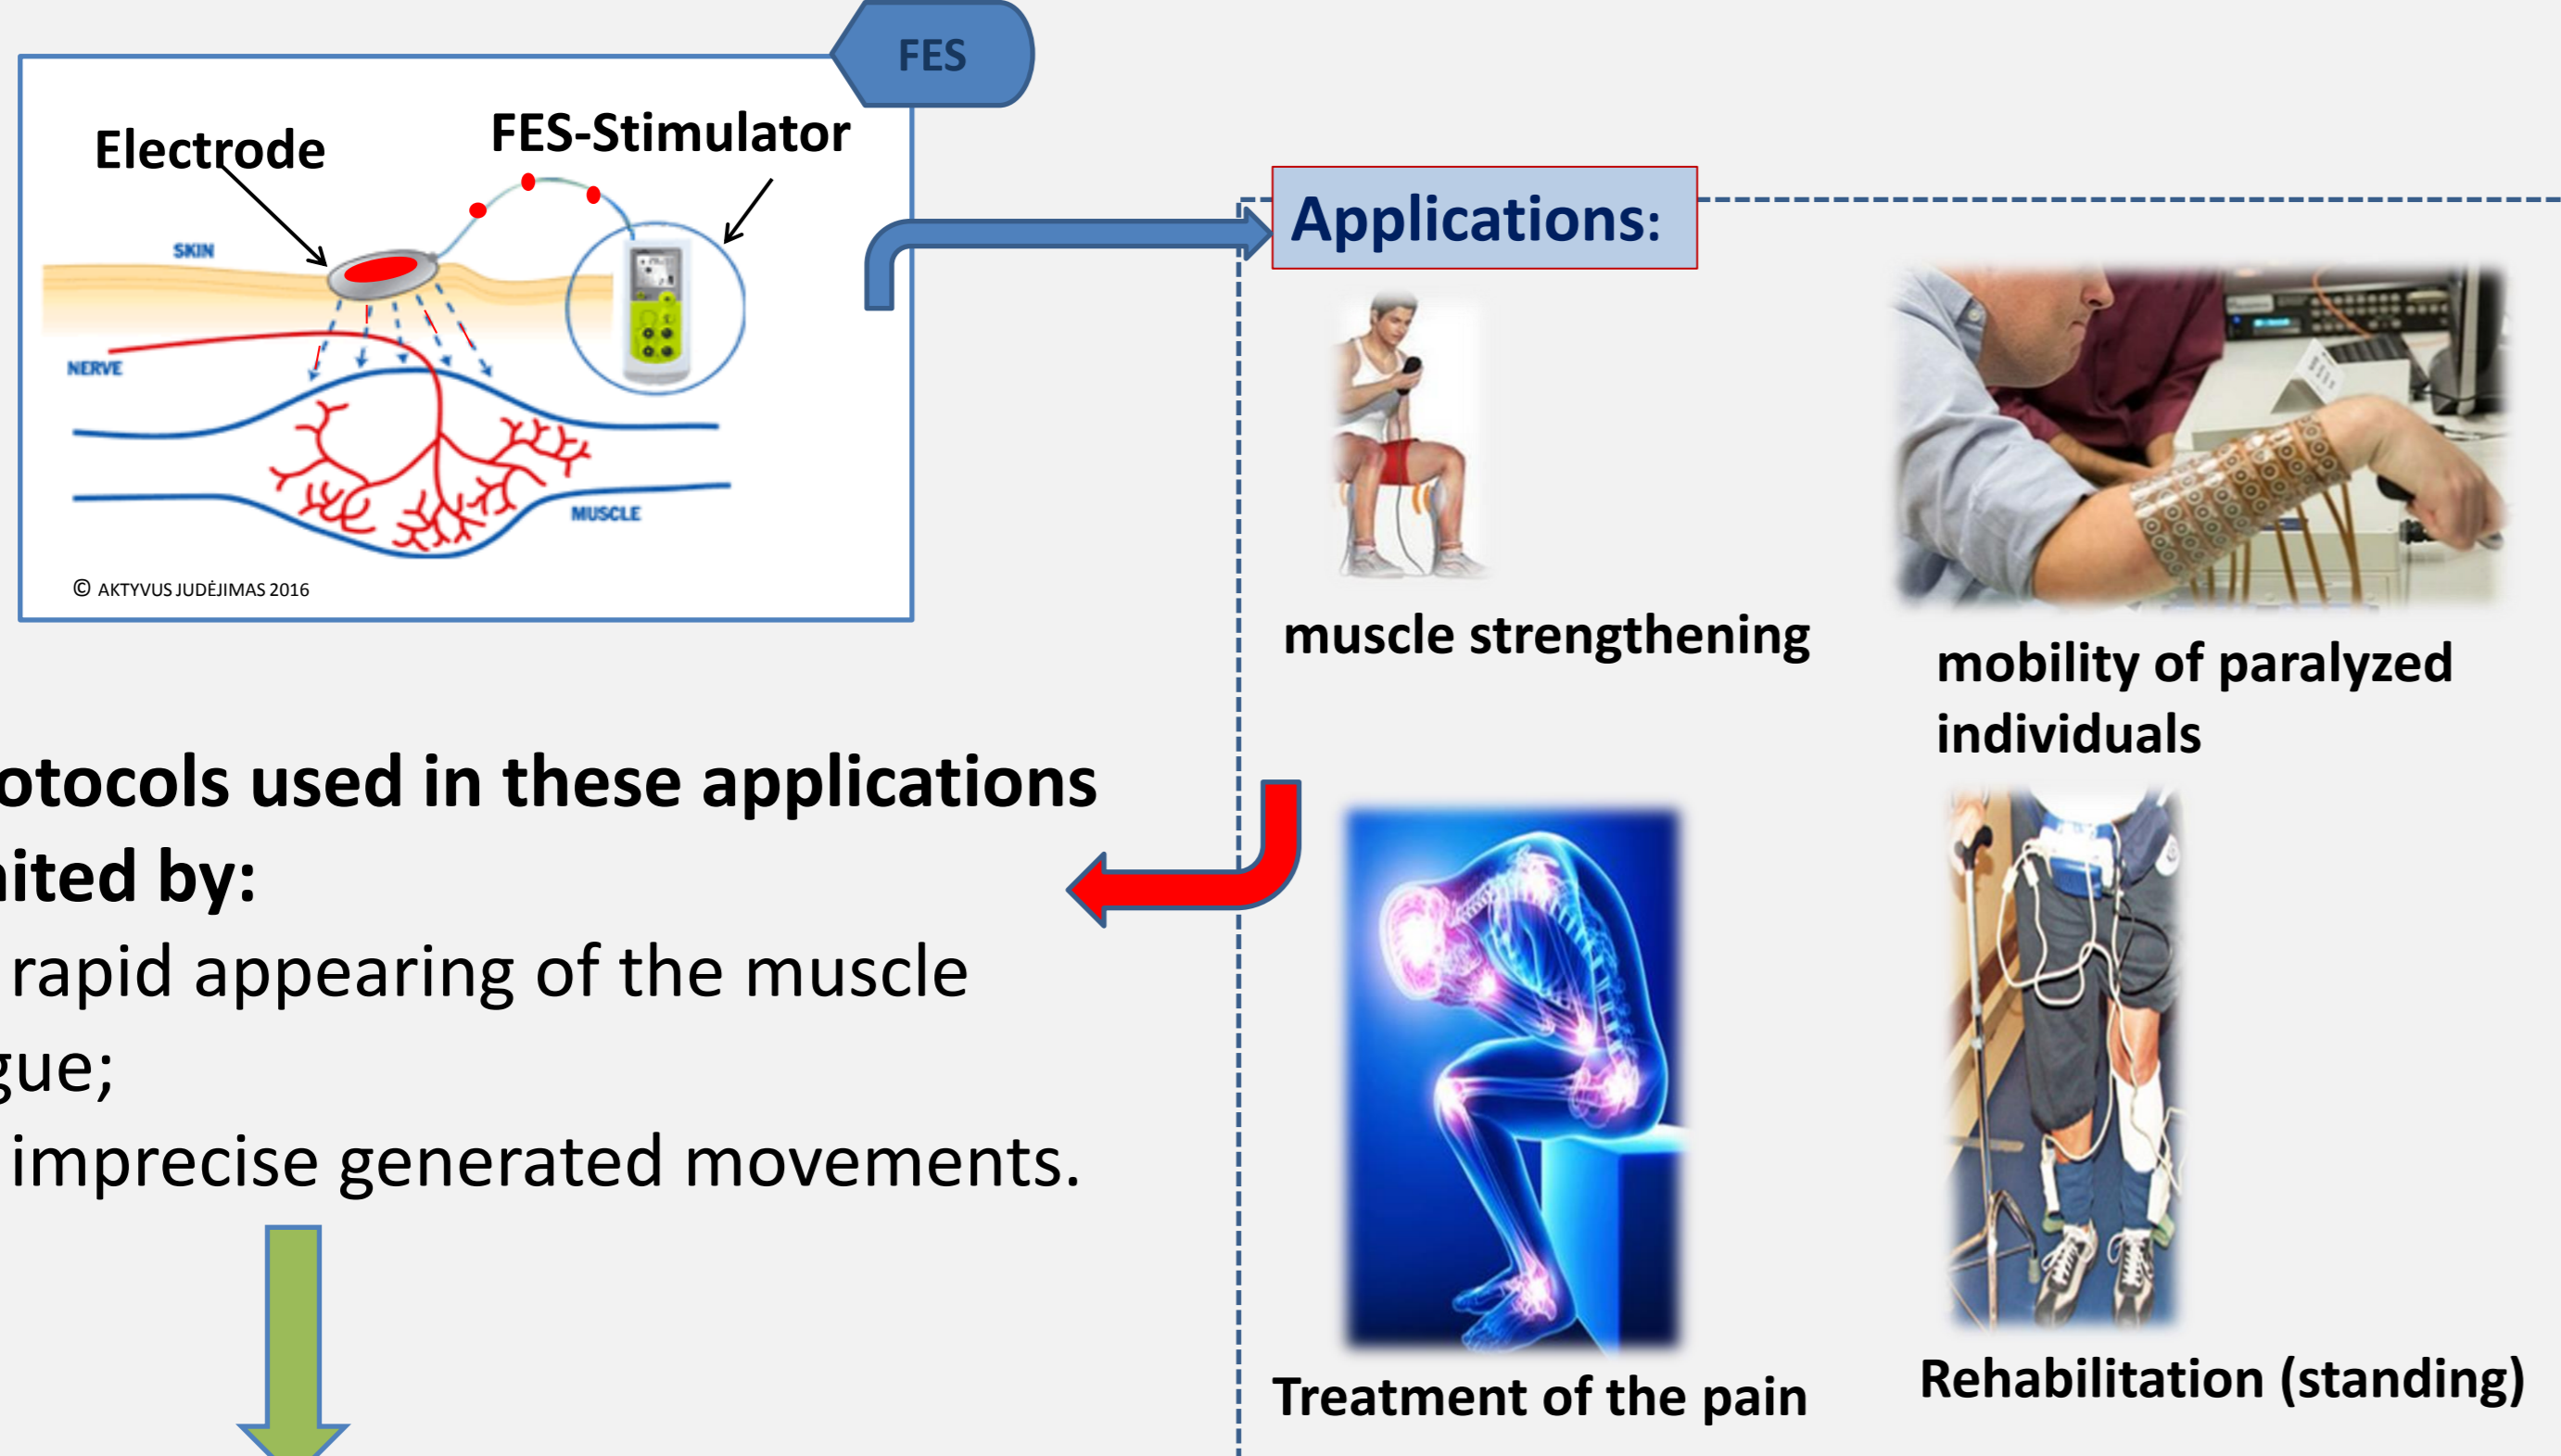 FES
Electrode
FES-Stimulator
SKIN
NERVE
MUSCLE
© AKTYVUS JUDĖJIMAS 2016
Applications:
muscle strengthening
mobility of paralyzed
individuals
otocols used in these applications
ited by:
rapid appearing of the muscle
gue;
imprecise generated movements.
Treatment of the pain
Rehabilitation (standing)